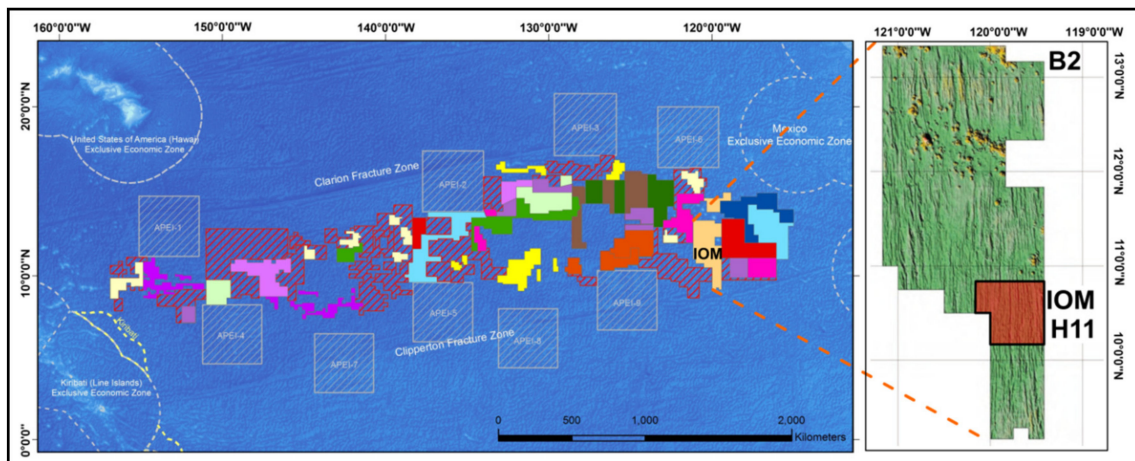 160°0'0"W 150°0'0"W 140°0'0"W 130°0'0"W 120°0'0"W
20°0'0"N
10°0'0"N
0°0'0"
United States of America (Hawai)
Exclusive Economic Zone
Clarion Fracture Zone
Mexico
Exclusive Economic Zone
APEI-1
APEI-2
APEI-3
APEI-6
IOM
APEI-4
APEI-5
APEI-7
APEI-8
APEI-9
Clipperton Fracture Zone
Kiribati
Kiribati (Line Islands)
Exclusive Economic Zone
0 500 1,000 2,000
Kilometers
121°0'0"W 120°0'0"W 119°0'0"W
B2
13°0'0"N
12°0'0"N
11°0'0"N
10°0'0"N
IOM
H11